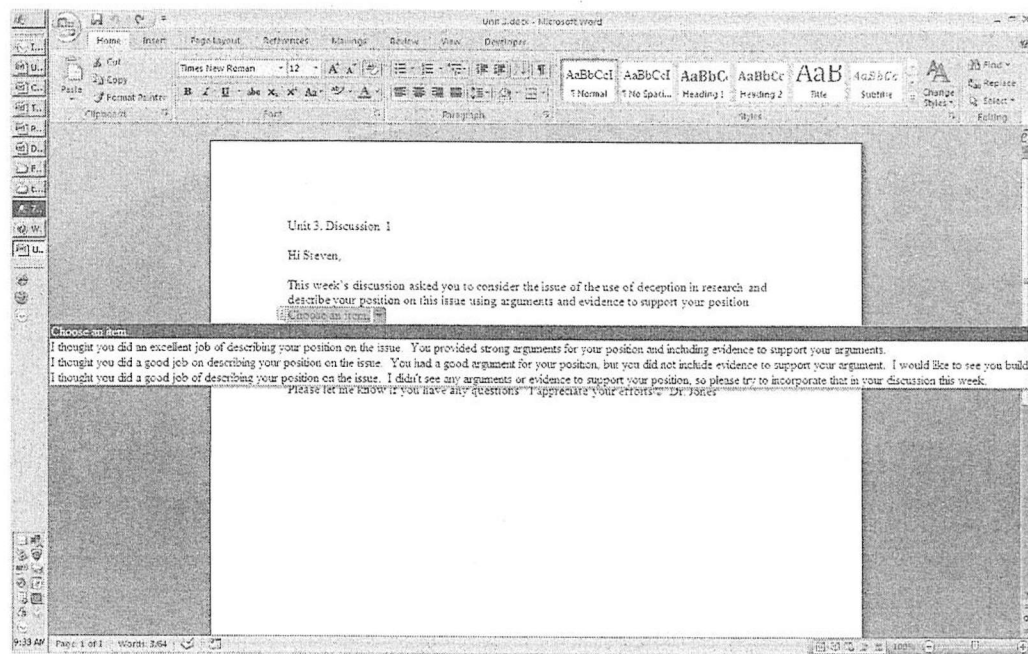 Unit 3.docx - Microsoft Word
Home Insert Page Layout References Mailings Review View Developer
Cut
Copy
Paste
Format Painter
Clipboard
Times New Roman 12
Font
Paragraph
AaBbCcI AaBbCcI AaBbC AaBbCc AaB AaBbCc
¶ Normal ¶ No Spaci... Heading 1 Heading 2 Title Subtitle
Change Styles
Styles
Find
Replace
Select
Editing
I...
U...
C...
T...
P...
D...
F...
W.
U...
Unit 3. Discussion 1
Hi Steven,
This week's discussion asked you to consider the issue of the use of deception in research and
describe your position on this issue using arguments and evidence to support your position
Choose an item.
Choose an item.
I thought you did an excellent job of describing your position on the issue. You provided strong arguments for your position and including evidence to support your arguments.
I thought you did a good job on describing your position on the issue. You had a good argument for your position, but you did not include evidence to support your argument. I would like to see you build
I thought you did a good job of describing your position on the issue. I didn't see any arguments or evidence to support your position, so please try to incorporate that in your discussion this week.
Please let me know if you have any questions I appreciate your efforts Dr. Jones
9:33 AM
Page: 1 of 1 Words: 3/64
100%